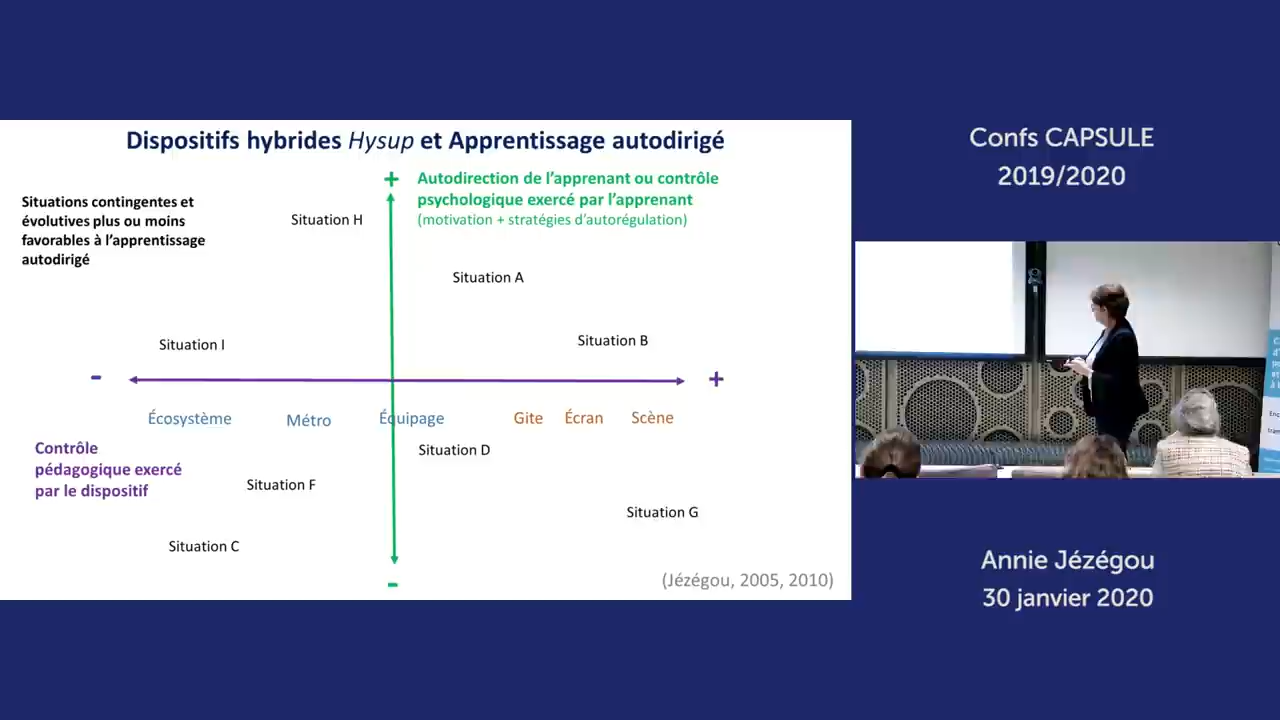 Dispositifs hybrides Hysup et Apprentissage autodirigé
+
Autodirection de l'apprenant ou contrôle
psychologique exercé par l'apprenant
(motivation + stratégies d'autorégulation)
Situations contingentes et
évolutives plus ou moins
favorables à l'apprentissage
autodirigé
Situation H
Situation A
Situation I
Situation B
-
+
Écosystème
Métro
Équipage
Gite
Écran
Scène
Contrôle
pédagogique exercé
par le dispositif
Situation D
Situation F
Situation G
Situation C
-
(Jézégou, 2005, 2010)
Confs CAPSULE
2019/2020
Annie Jézégou
30 janvier 2020